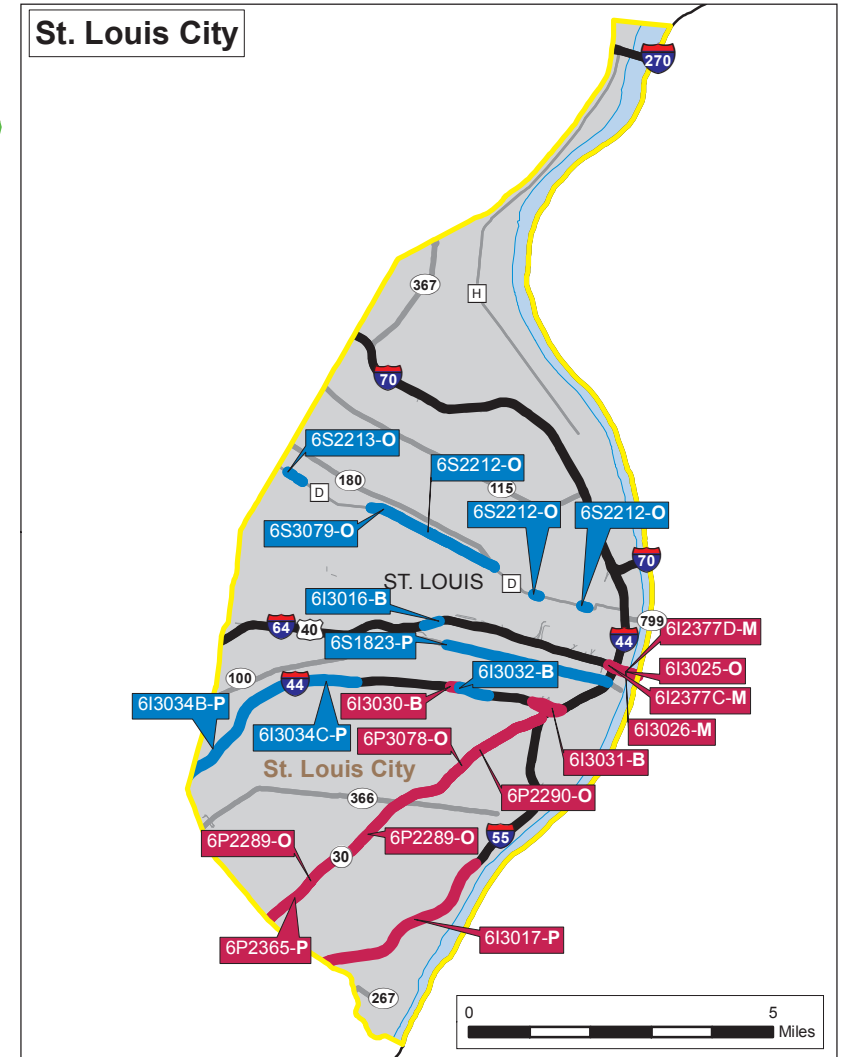 St. Louis City
270
367
H
70
6S2213-O
6S2212-O
180
D
115
6S2212-O
6S2212-O
6S3079-O
70
ST. LOUIS
D
6I3016-B
799
64
40
6I2377D-M
44
6S1823-P
6I3025-O
100
6I3032-B
44
6I2377C-M
6I3034B-P
6I3030-B
6I3026-M
6I3034C-P
6P3078-O
6I3031-B
St. Louis City
6P2290-O
366
6P2289-O
6P2289-O
55
30
6P2365-P
6I3017-P
267
0 5
Miles